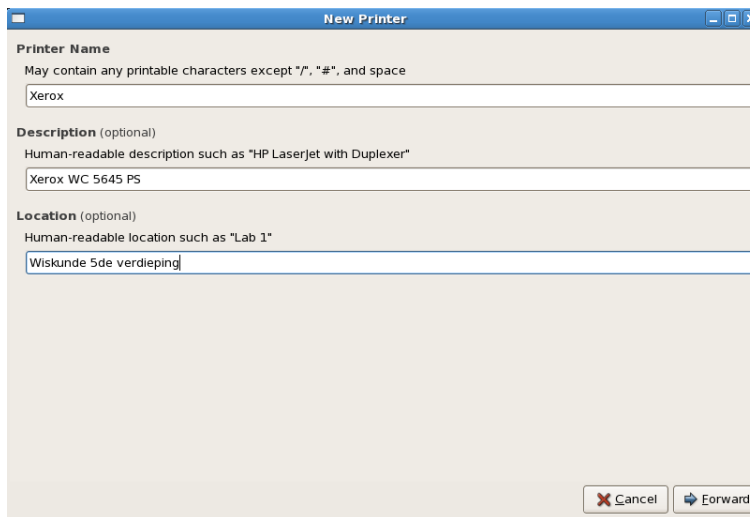 New Printer
Printer Name
May contain any printable characters except "/", "#", and space
Xerox
Description (optional)
Human-readable description such as "HP LaserJet with Duplexer"
Xerox WC 5645 PS
Location (optional)
Human-readable location such as "Lab 1"
Wiskunde 5de verdieping
Cancel Forward